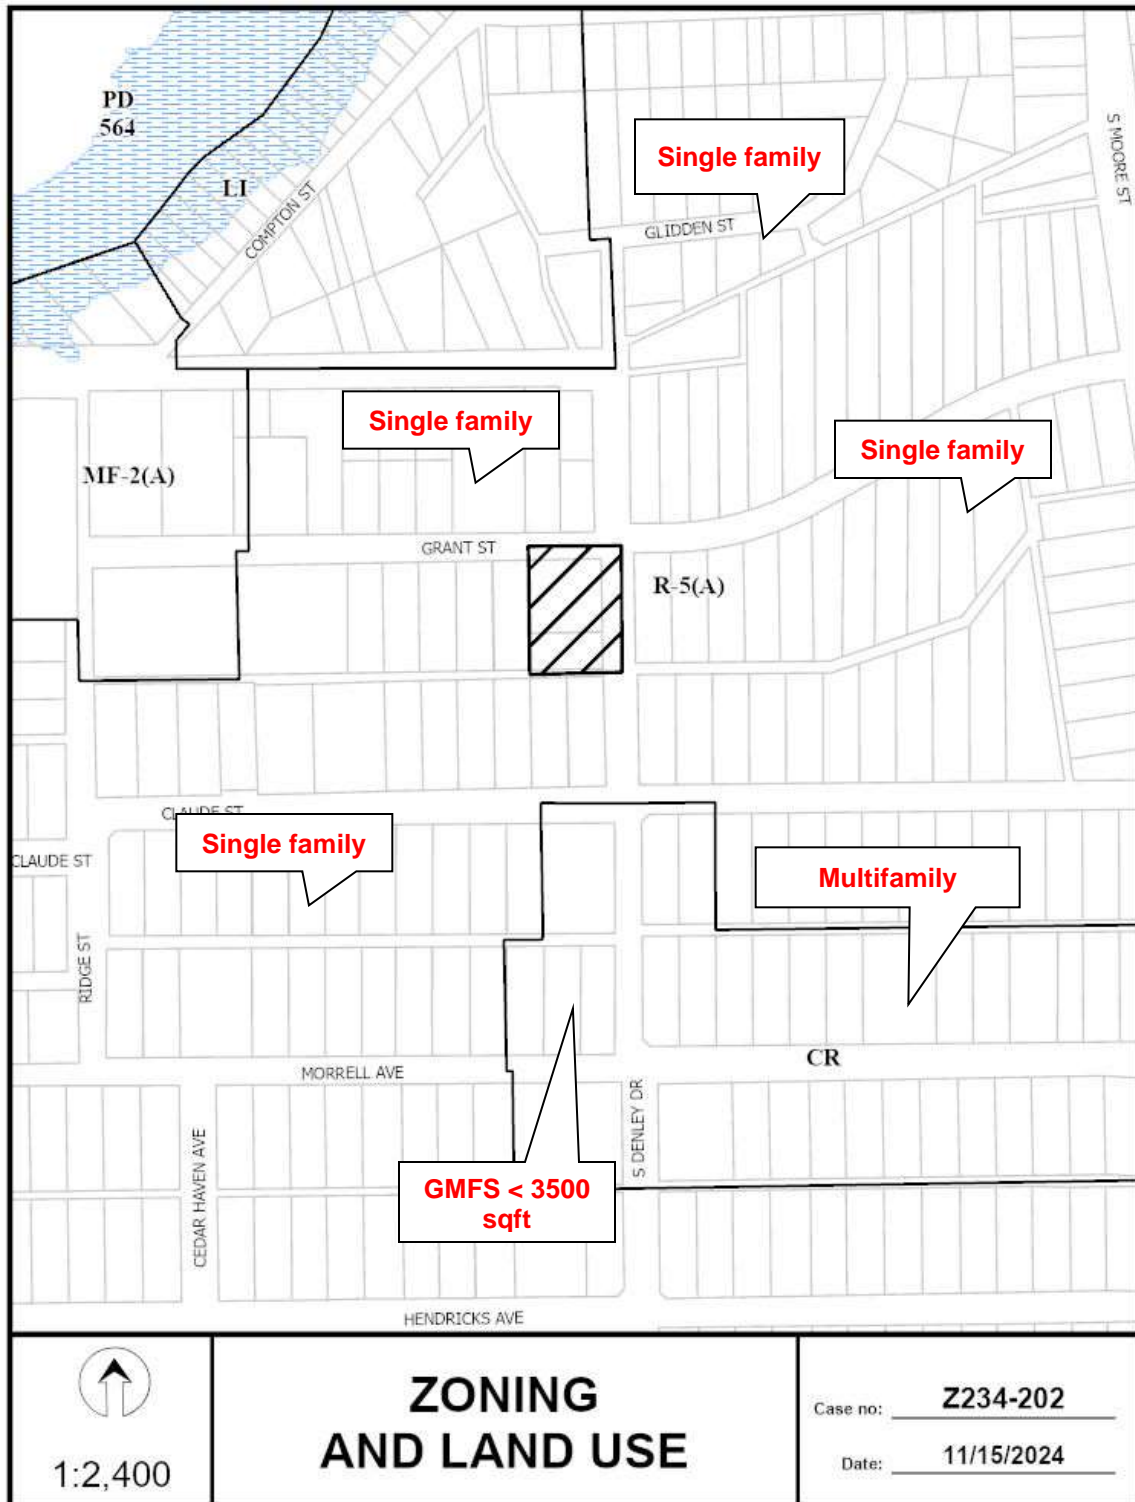 PD
564
LI
COMPTON ST
Single family
GLIDDEN ST
S MOORE ST
Single family
Single family
MF-2(A)
GRANT ST
R-5(A)
CLAUDE ST
Single family
CLAUDE ST
Multifamily
RIDGE ST
MORRELL AVE
CR
S DENLEY DR
CEDAR HAVEN AVE
GMFS < 3500
sqft
HENDRICKS AVE
1:2,400
ZONING
AND LAND USE
Case no: Z234-202
Date: 11/15/2024